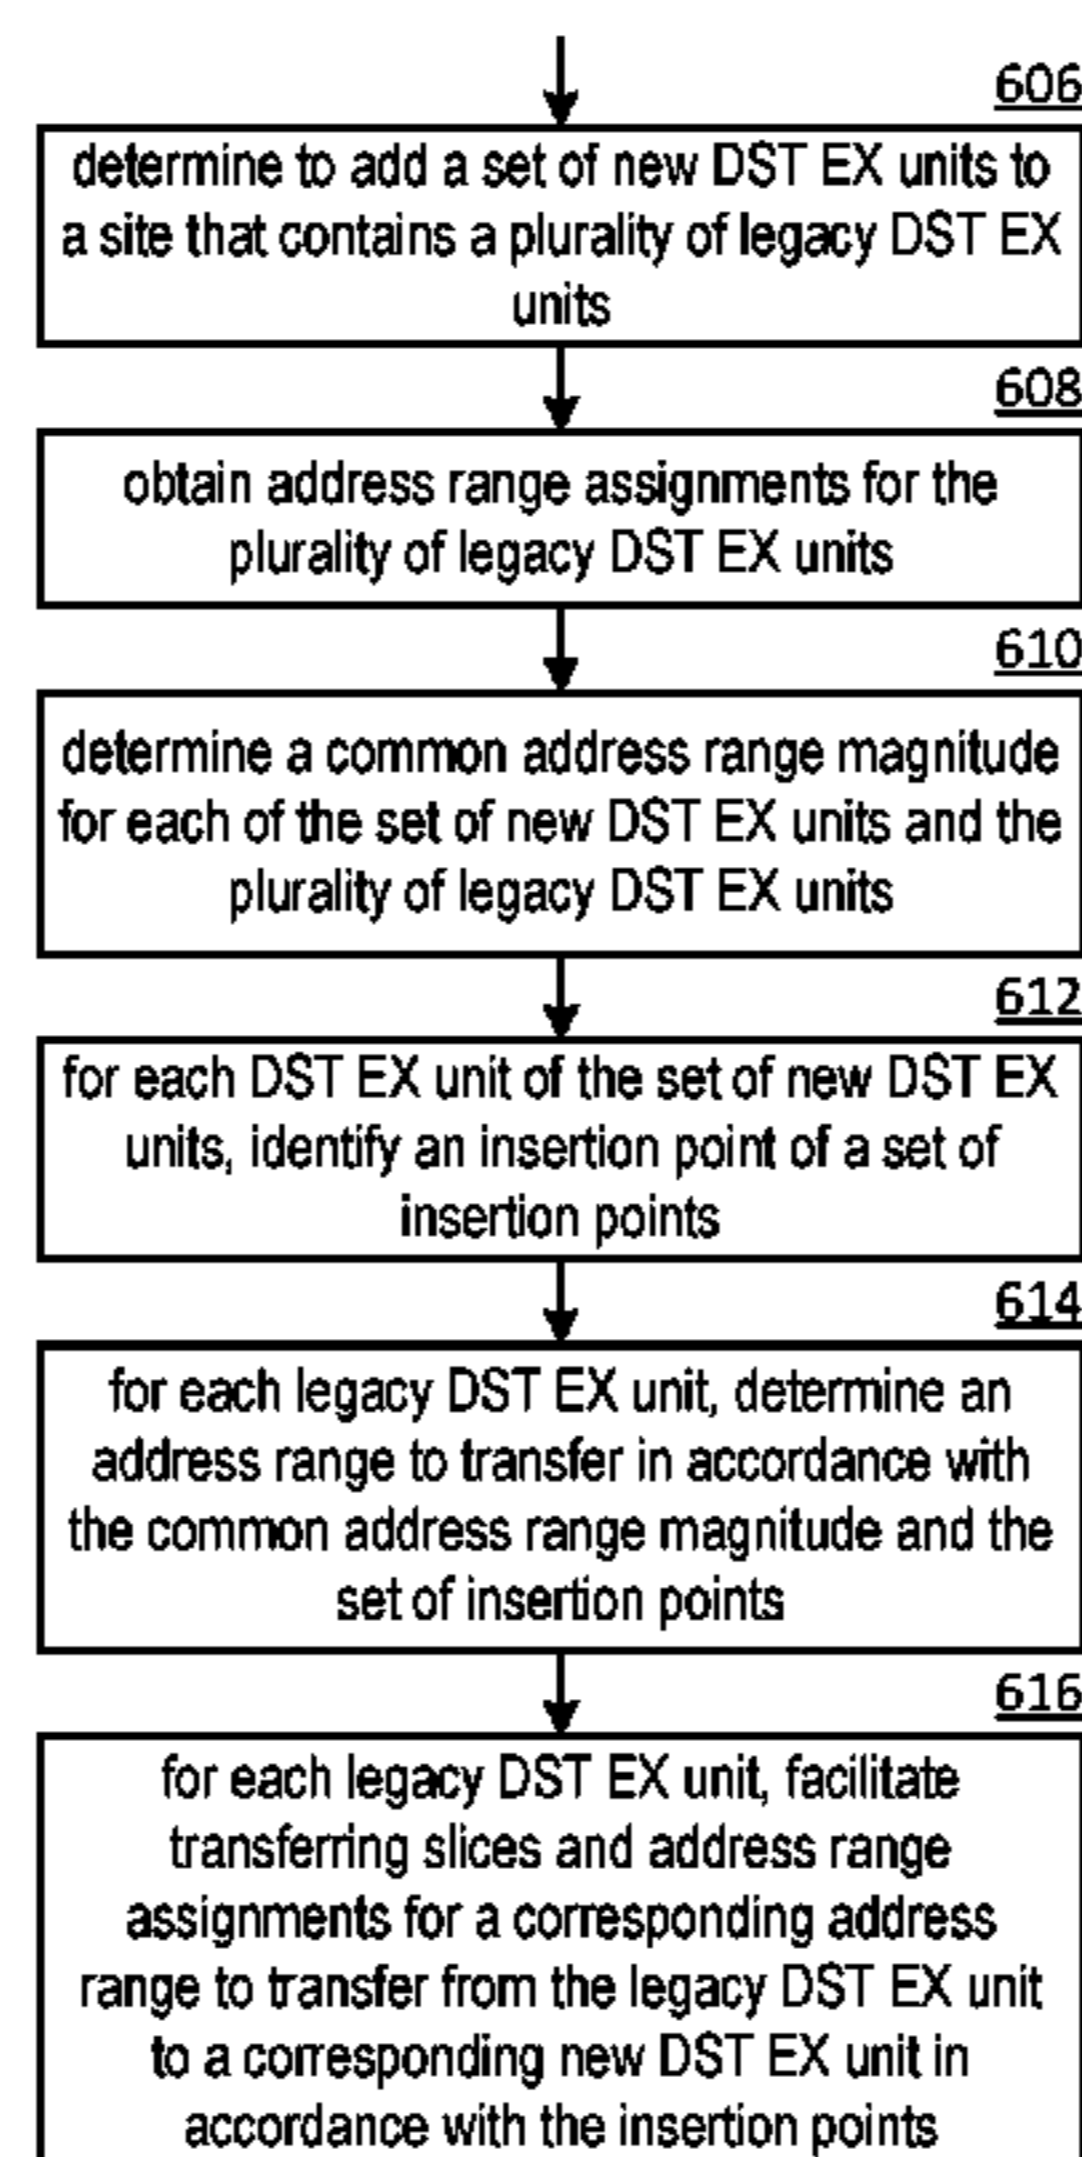 606
determine to add a set of new DST EX units to
a site that contains a plurality of legacy DST EX
units
608
obtain address range assignments for the
plurality of legacy DST EX units
610
determine a common address range magnitude
for each of the set of new DST EX units and the
plurality of legacy DST EX units
612
for each DST EX unit of the set of new DST EX
units, identify an insertion point of a set of
insertion points
614
for each legacy DST EX unit, determine an
address range to transfer in accordance with
the common address range magnitude and the
set of insertion points
616
for each legacy DST EX unit, facilitate
transferring slices and address range
assignments for a corresponding address
range to transfer from the legacy DST EX unit
to a corresponding new DST EX unit in
accordance with the insertion points